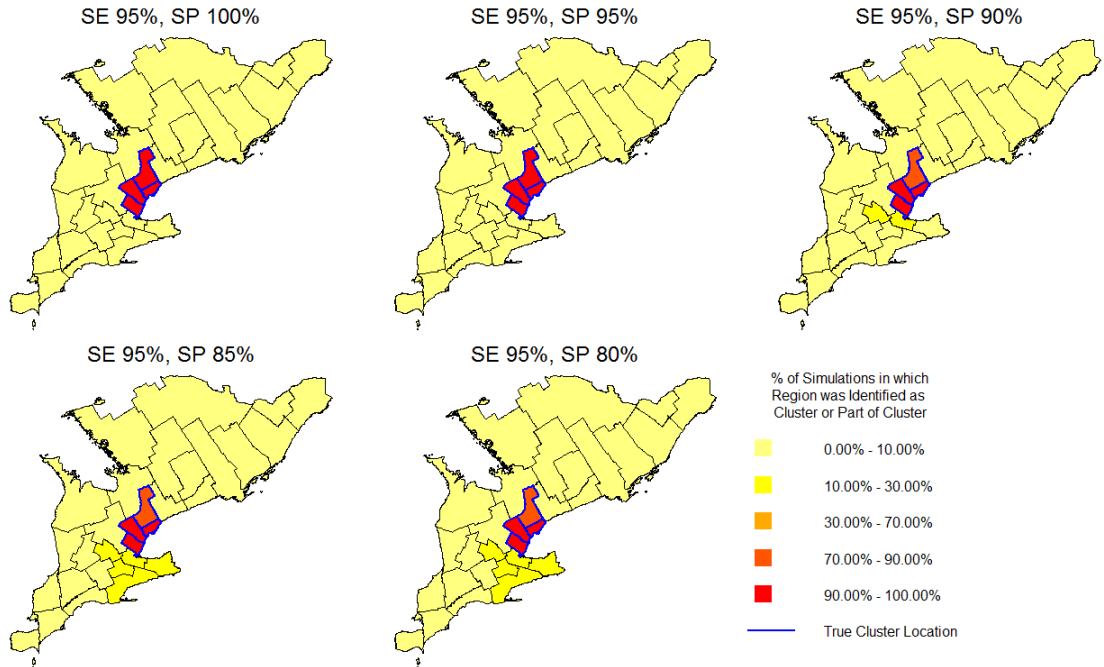 SE 95%, SP 100%
SE 95%, SP 95%
SE 95%, SP 90%
SE 95%, SP 85%
SE 95%, SP 80%
% of Simulations in which
Region was Identified as
Cluster or Part of Cluster
0.00% - 10.00%
10.00% - 30.00%
30.00% - 70.00%
70.00% - 90.00%
90.00% - 100.00%
True Cluster Location